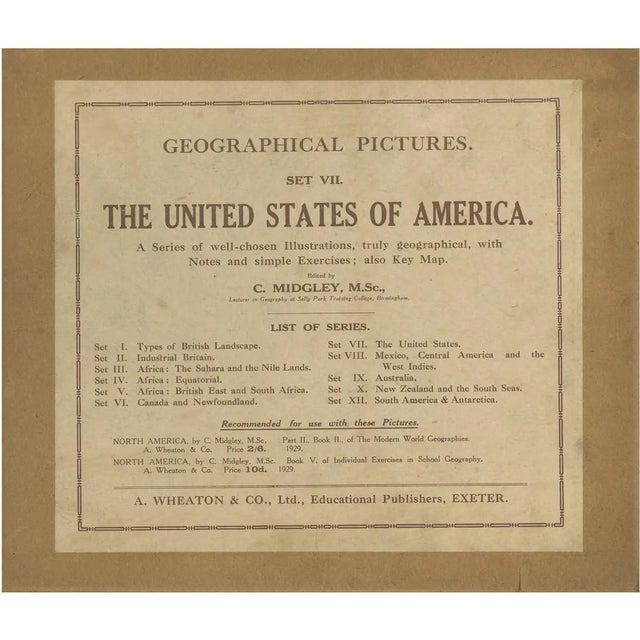 GEOGRAPHICAL PICTURES.
SET VII.
THE UNITED STATES OF AMERICA.
A Series of well-chosen Illustrations, truly geographical, with
Notes and simple Exercises; also Key Map.
Edited by
C. MIDGLEY, M.Sc.,
Lecturer in Geography at Selly Park Training College, Birmingham.
LIST OF SERIES.
Set I. Types of British Landscape.
Set II. Industrial Britain.
Set III. Africa: The Sahara and the Nile Lands.
Set IV. Africa: Equatorial.
Set V. Africa: British East and South Africa.
Set VI. Canada and Newfoundland.
Set VII. The United States.
Set VIII. Mexico, Central America and the
West Indies.
Set IX. Australia.
Set X. New Zealand and the South Seas.
Set XII. South America & Antarctica.
Recommended for use with these Pictures.
NORTH AMERICA, by C. Midgley, M.Sc. Part II., Book II., of The Modern World Geographies.
A. Wheaton & Co. Price 2/6. 1929.
NORTH AMERICA, by C. Midgley, M.Sc. Book V. of Individual Exercises in School Geography.
A. Wheaton & Co. Price 10d. 1929.
A. WHEATON & CO., Ltd., Educational Publishers, EXETER.